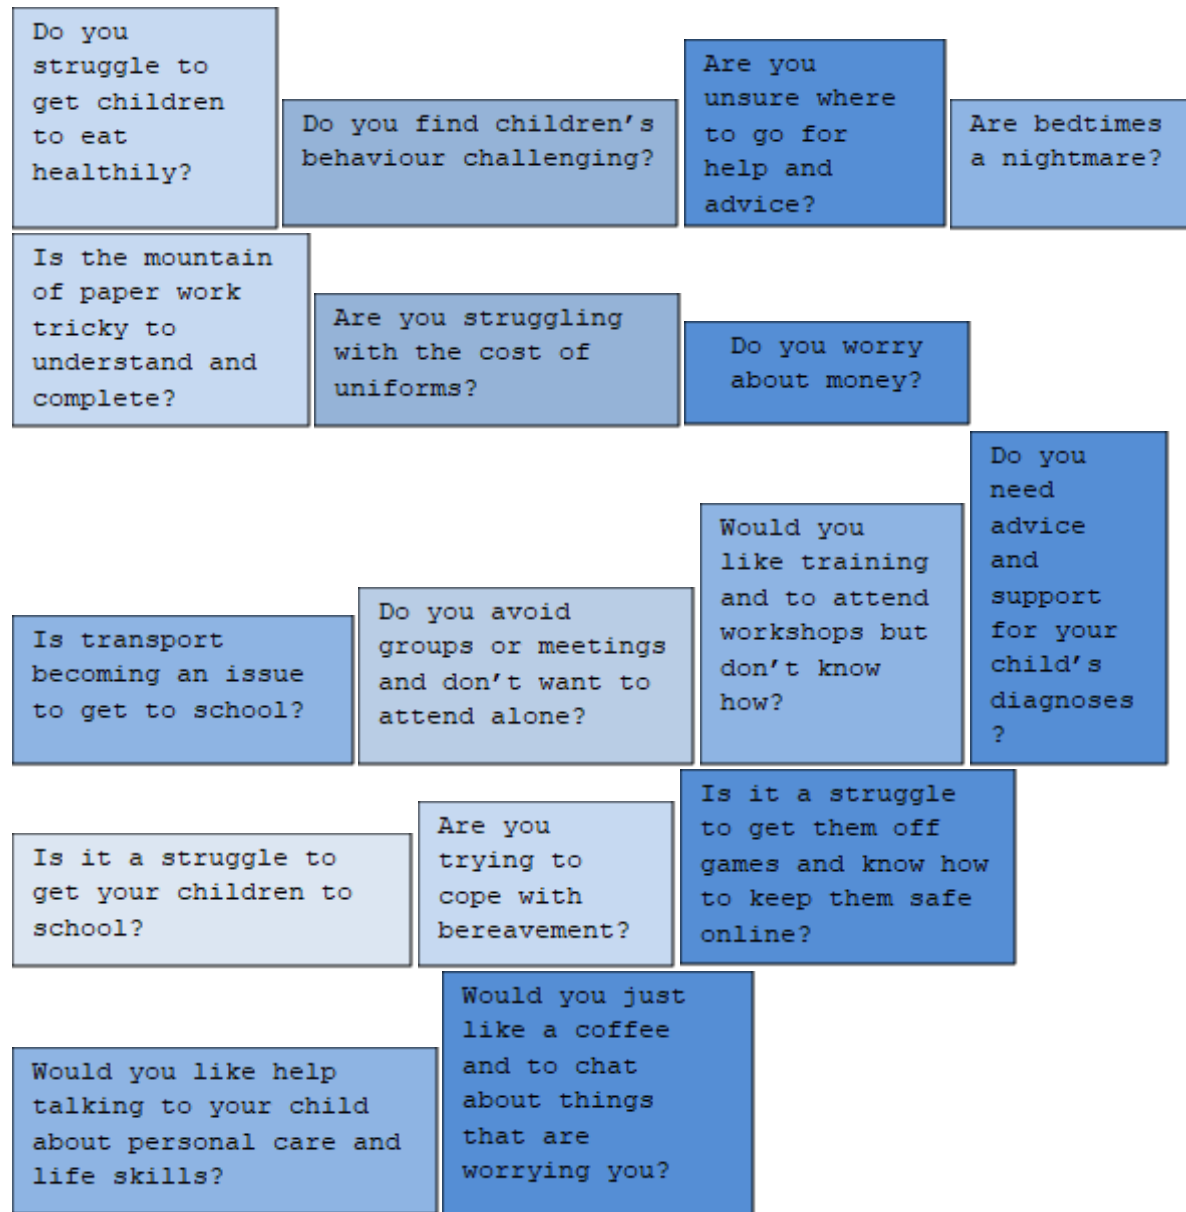 Do you
struggle to
get children
to eat
healthily?
Do you find children’s
behaviour challenging?
Are you
unsure where
to go for
help and
advice?
Are bedtimes
a nightmare?
Is the mountain
of paper work
tricky to
understand and
complete?
Are you struggling
with the cost of
uniforms?
Do you worry
about money?
Is transport
becoming an issue
to get to school?
Do you avoid
groups or meetings
and don’t want to
attend alone?
Would you
like training
and to attend
workshops but
don’t know
how?
Do you
need
advice
and
support
for your
child’s
diagnoses
?
Is it a struggle to
get your children to
school?
Are you
trying to
cope with
bereavement?
Is it a struggle
to get them off
games and know how
to keep them safe
online?
Would you like help
talking to your child
about personal care and
life skills?
Would you just
like a coffee
and to chat
about things
that are
worrying you?